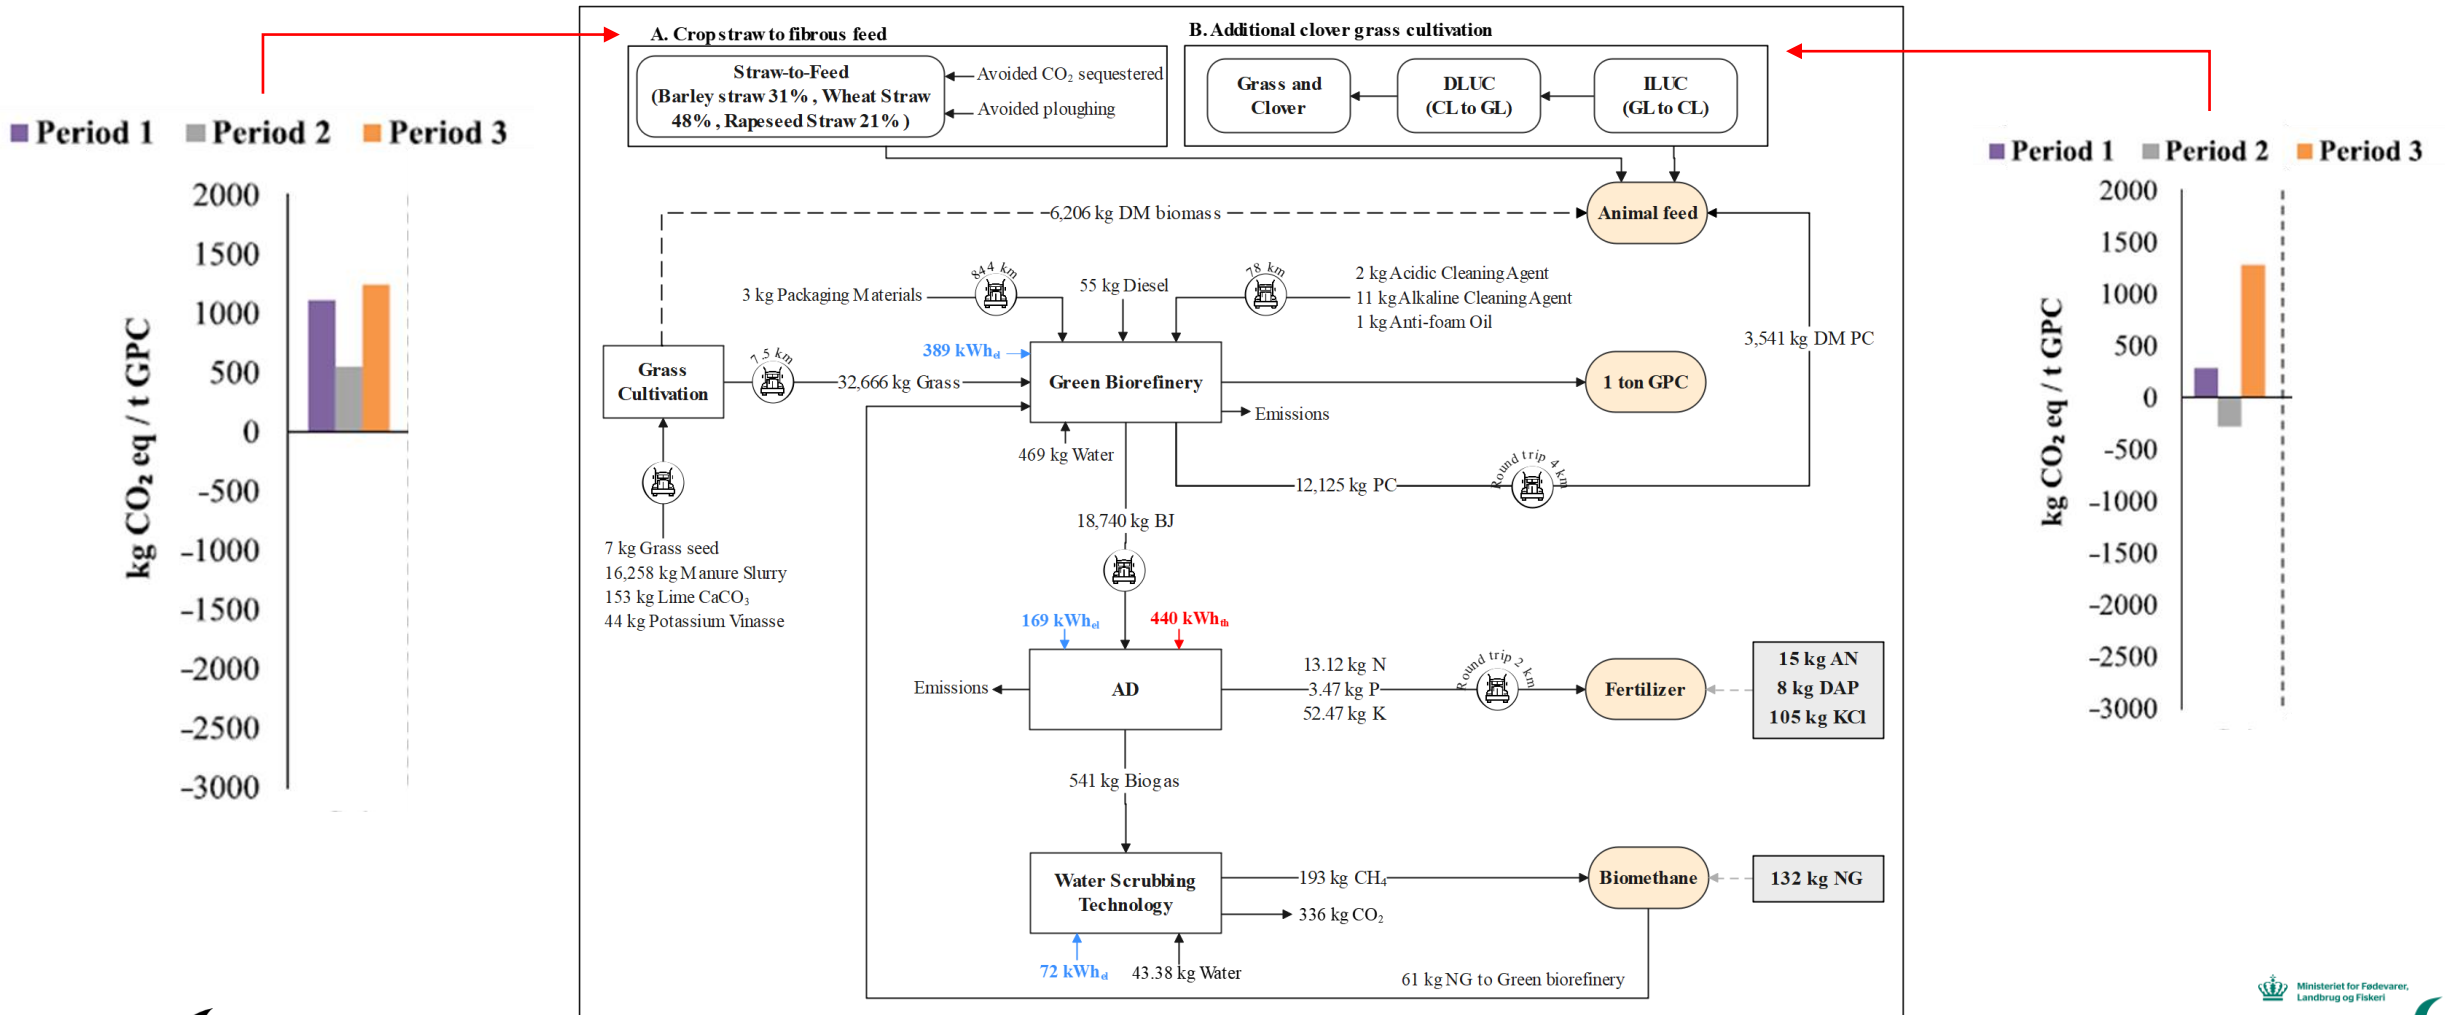 A. Crop straw to fibrous feed
Straw-to-Feed
(Barley straw 31% , Wheat Straw
48% , Rapeseed Straw 21% )
Avoided CO₂ sequestered
Avoided ploughing
B. Additional clover grass cultivation
Grass and
Clover
DLUC
(CL to GL)
ILUC
(GL to CL)
Period 1
Period 2
Period 3
kg CO₂ eq / t GPC
2000
1500
1000
500
0
-500
-1000
-1500
-2000
-2500
-3000
6,206 kg DM biomass
Animal feed
3 kg Packaging Materials
844 km
55 kg Diesel
78 km
2 kg Acidic Cleaning Agent
11 kg Alkaline Cleaning Agent
1 kg Anti-foam Oil
3,541 kg DM PC
389 kWhel
Grass
Cultivation
7.5 km
32,666 kg Grass
Green Biorefinery
1 ton GPC
Emissions
469 kg Water
12,125 kg PC
Round trip 4 km
18,740 kg BJ
7 kg Grass seed
16,258 kg Manure Slurry
153 kg Lime CaCO₃
44 kg Potassium Vinasse
169 kWhel
440 kWhth
Emissions
AD
13.12 kg N
3.47 kg P
52.47 kg K
Round trip 2 km
Fertilizer
15 kg AN
8 kg DAP
105 kg KCl
541 kg Biogas
Water Scrubbing
Technology
193 kg CH₄
336 kg CO₂
Biomethane
132 kg NG
72 kWhel
43.38 kg Water
61 kg NG to Green biorefinery
Period 1
Period 2
Period 3
kg CO₂ eq / t GPC
2000
1500
1000
500
0
-500
-1000
-1500
-2000
-2500
-3000
Ministeriet for Fødevarer,
Landbrug og Fiskeri